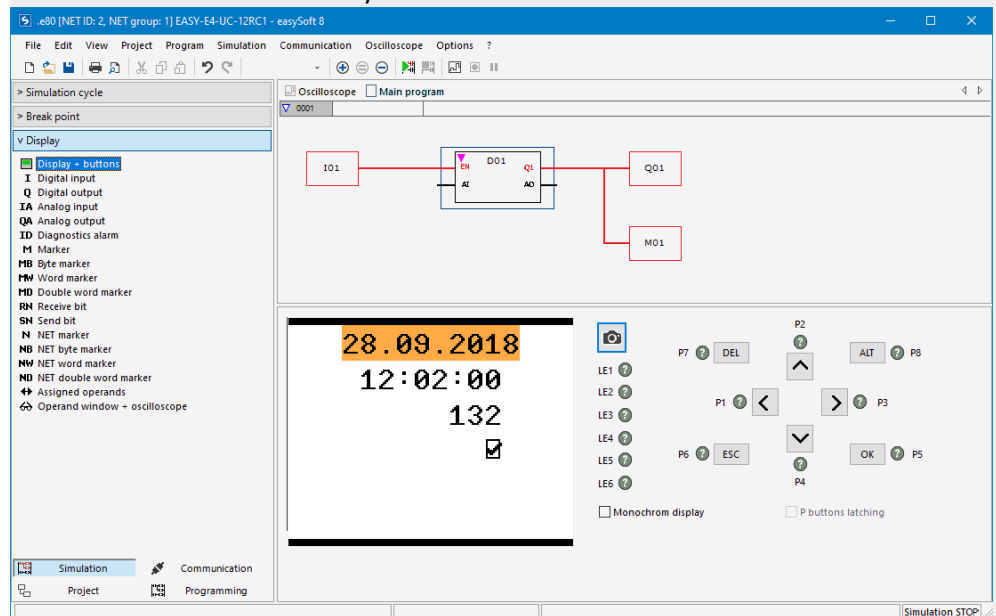 .e80 [NET ID: 2, NET group: 1] EASY-E4-UC-12RC1 - easySoft 8
File Edit View Project Program Simulation Communication Oscilloscope Options ?
> Simulation cycle
> Break point
v Display
Display + buttons
I Digital input
Q Digital output
IA Analog input
QA Analog output
ID Diagnostics alarm
M Marker
MB Byte marker
MW Word marker
MD Double word marker
RN Receive bit
SN Send bit
N NET marker
NB NET byte marker
NW NET word marker
ND NET double word marker
Assigned operands
Operand window + oscilloscope
Simulation Communication
Project Programming
Oscilloscope Main program
0001
I01
D01
EN Q1
AI AO
Q01
M01
28.09.2018
12:02:00
132
LE1 ?
LE2 ?
LE3 ?
LE4 ?
LE5 ?
LE6 ?
P2
?
P7 ? DEL
ALT ? P8
P1 ? <
> ? P3
P6 ? ESC
OK ? P5
?
P4
Monochrom display
P buttons latching
Simulation STOP